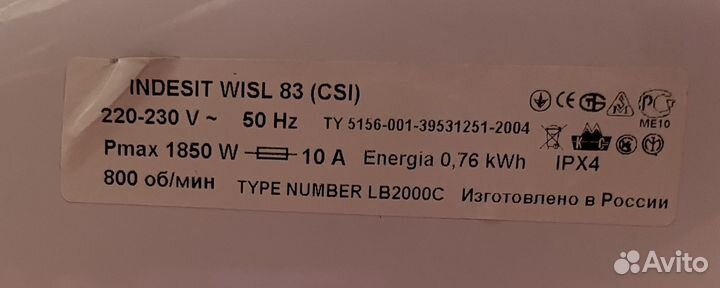 INDESIT WISL 83 (CSI)
220-230 V ~ 50 Hz TY 5156-001-39531251-2004
Pmax 1850 W 10 A Energia 0,76 kWh IPX4
800 об/мин TYPE NUMBER LB2000C Изготовлено в России
CE
ME10
Avito